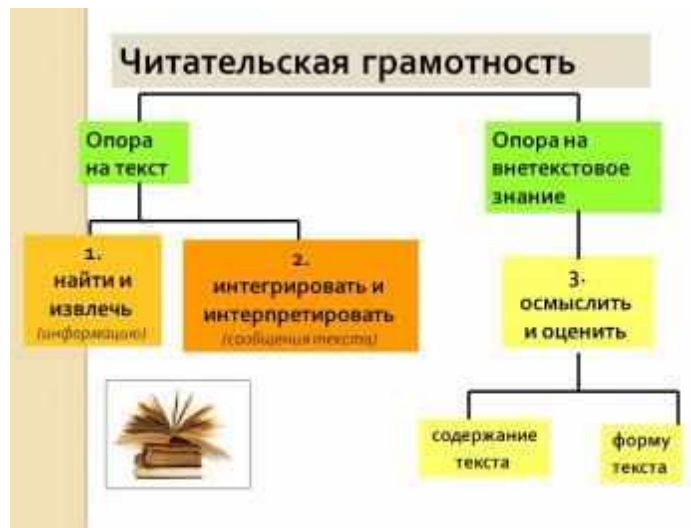 Читательская грамотность
Опора
на текст
Опора на
внетекстовое
знание
1.
найти и
извлечь
(информацию)
2.
интегрировать и
интерпретировать
(сообщения текста)
3.
осмыслить
и оценить
содержание
текста
форму
текста